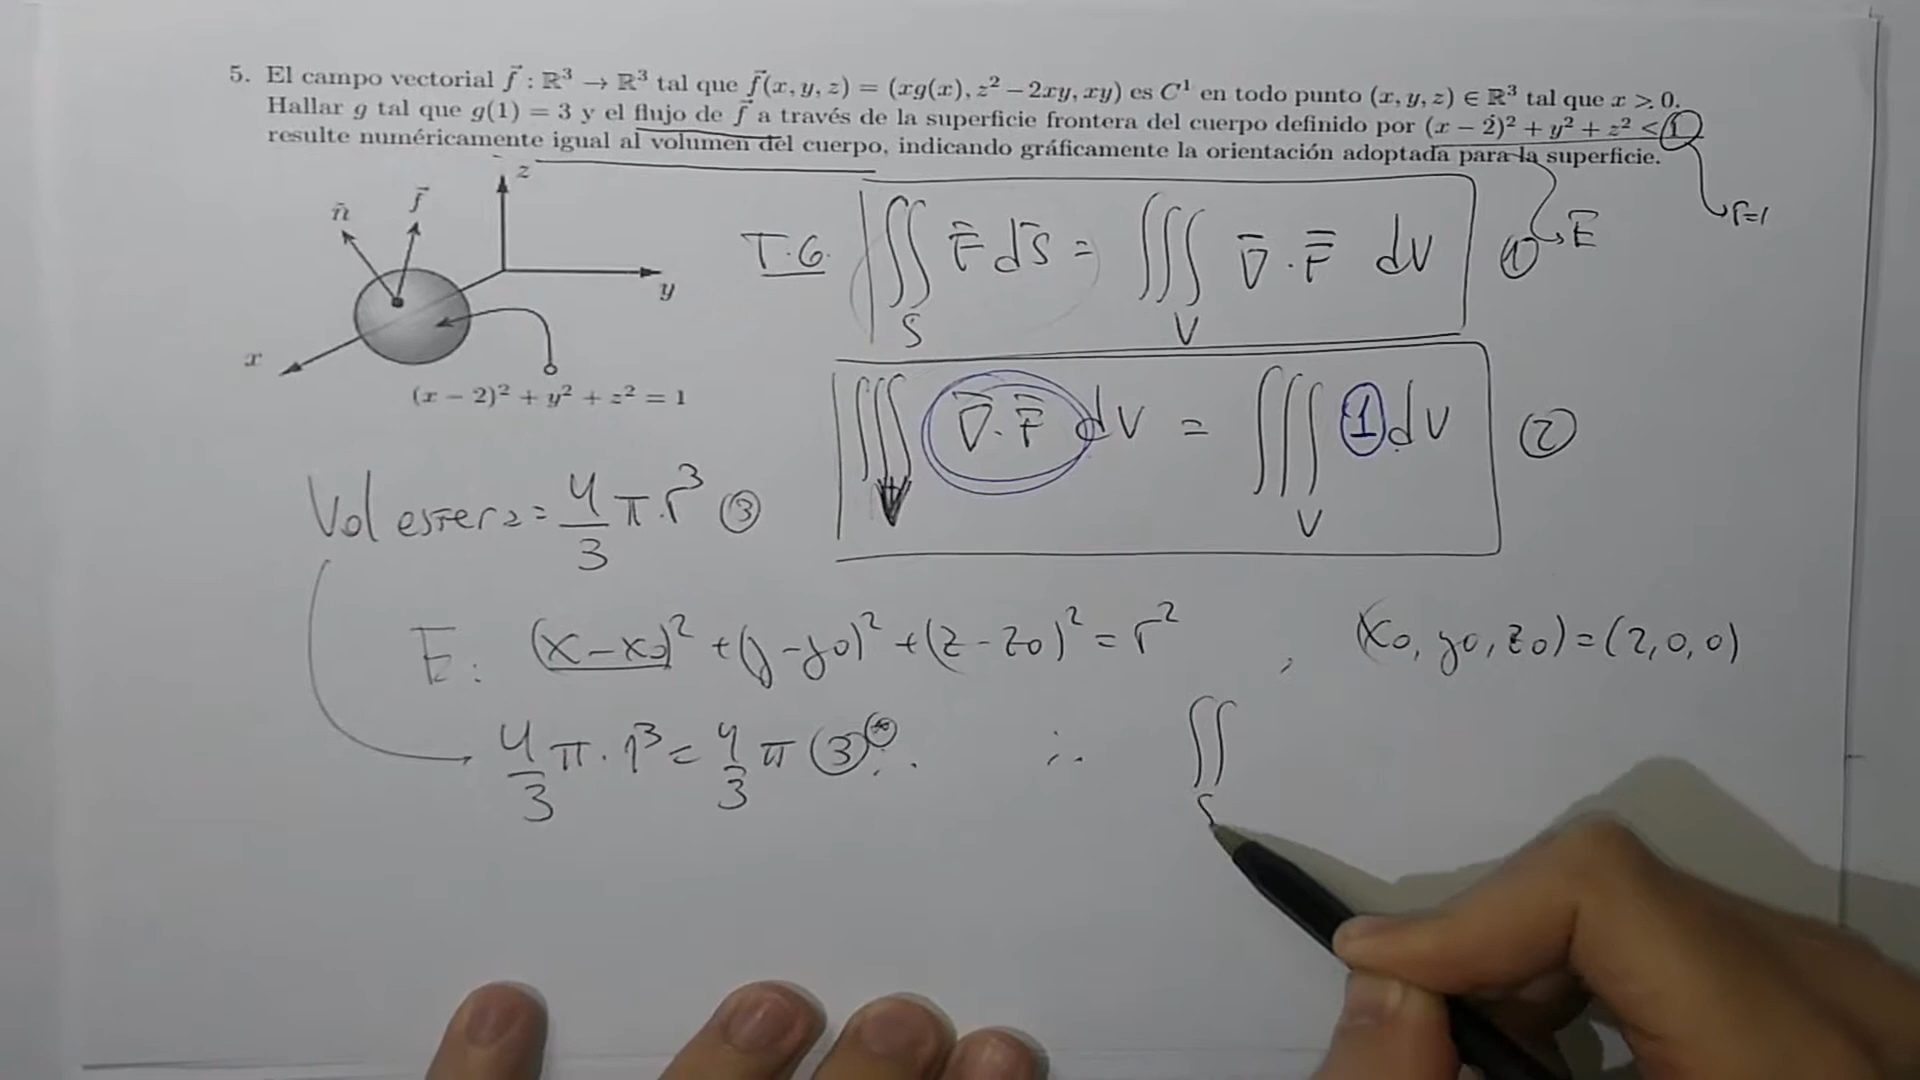 5. El campo vectorial f⃗ : ℝ³ → ℝ³ tal que f⃗(x, y, z) = (xg(x), z² − 2xy, xy) es C¹ en todo punto (x, y, z) ∈ ℝ³ tal que x > 0.
Hallar g tal que g(1) = 3 y el flujo de f⃗ a través de la superficie frontera del cuerpo definido por (x − 2)² + y² + z² < 1
resulte numéricamente igual al volumen del cuerpo, indicando gráficamente la orientación adoptada para la superficie.
z
n̄
f⃗
y
x
(x − 2)² + y² + z² = 1
r=1
E
T.G. ∬_S F̄ dS̄ = ∭_V ∇̄ · F̄ dV ①
∭_V ∇̄ · F̄ dV = ∭_V 1 dV ②
Vol esfera = 4/3 π · r³ ③
E: (x − x0)² + (y − y0)² + (z − z0)² = r² , (x0, y0, z0) = (2, 0, 0)
4/3 π · 1³ = 4/3 π ③* ∴ ∬_S